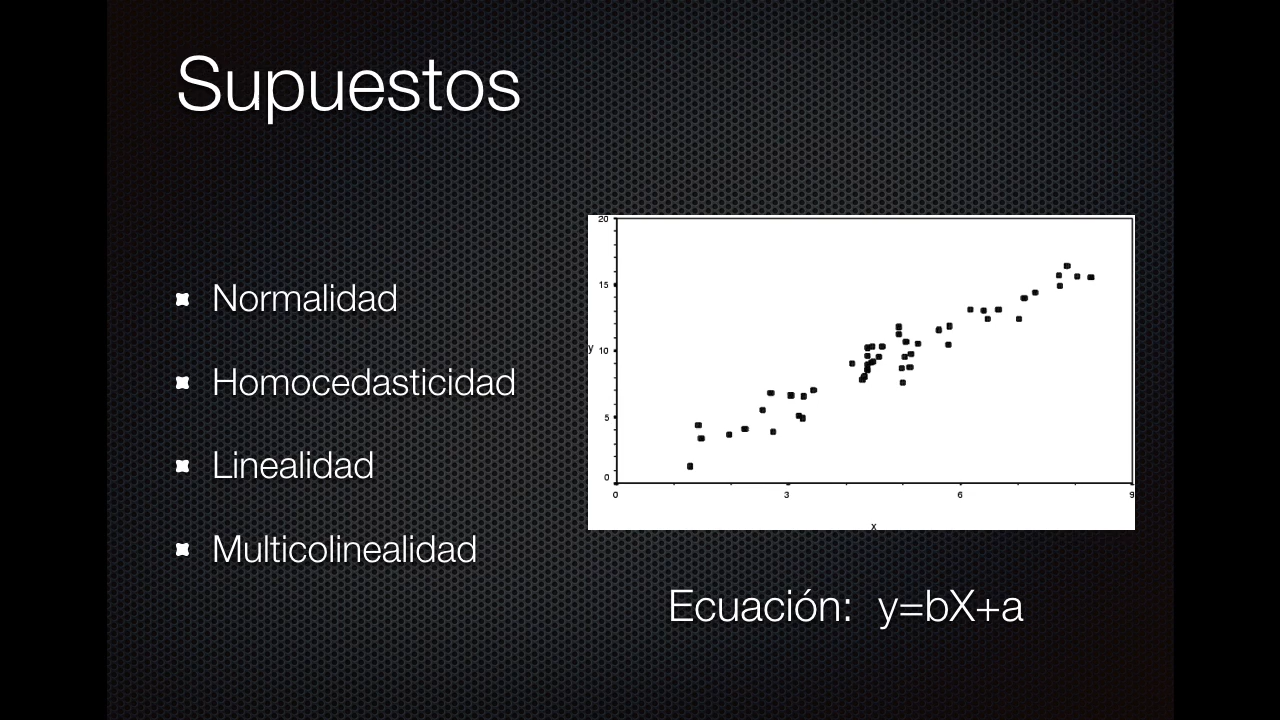 Supuestos
Normalidad
Homocedasticidad
Linealidad
Multicolinealidad
20
15
y
10
5
0
0 3 6 9
x
Ecuación: y=bX+a